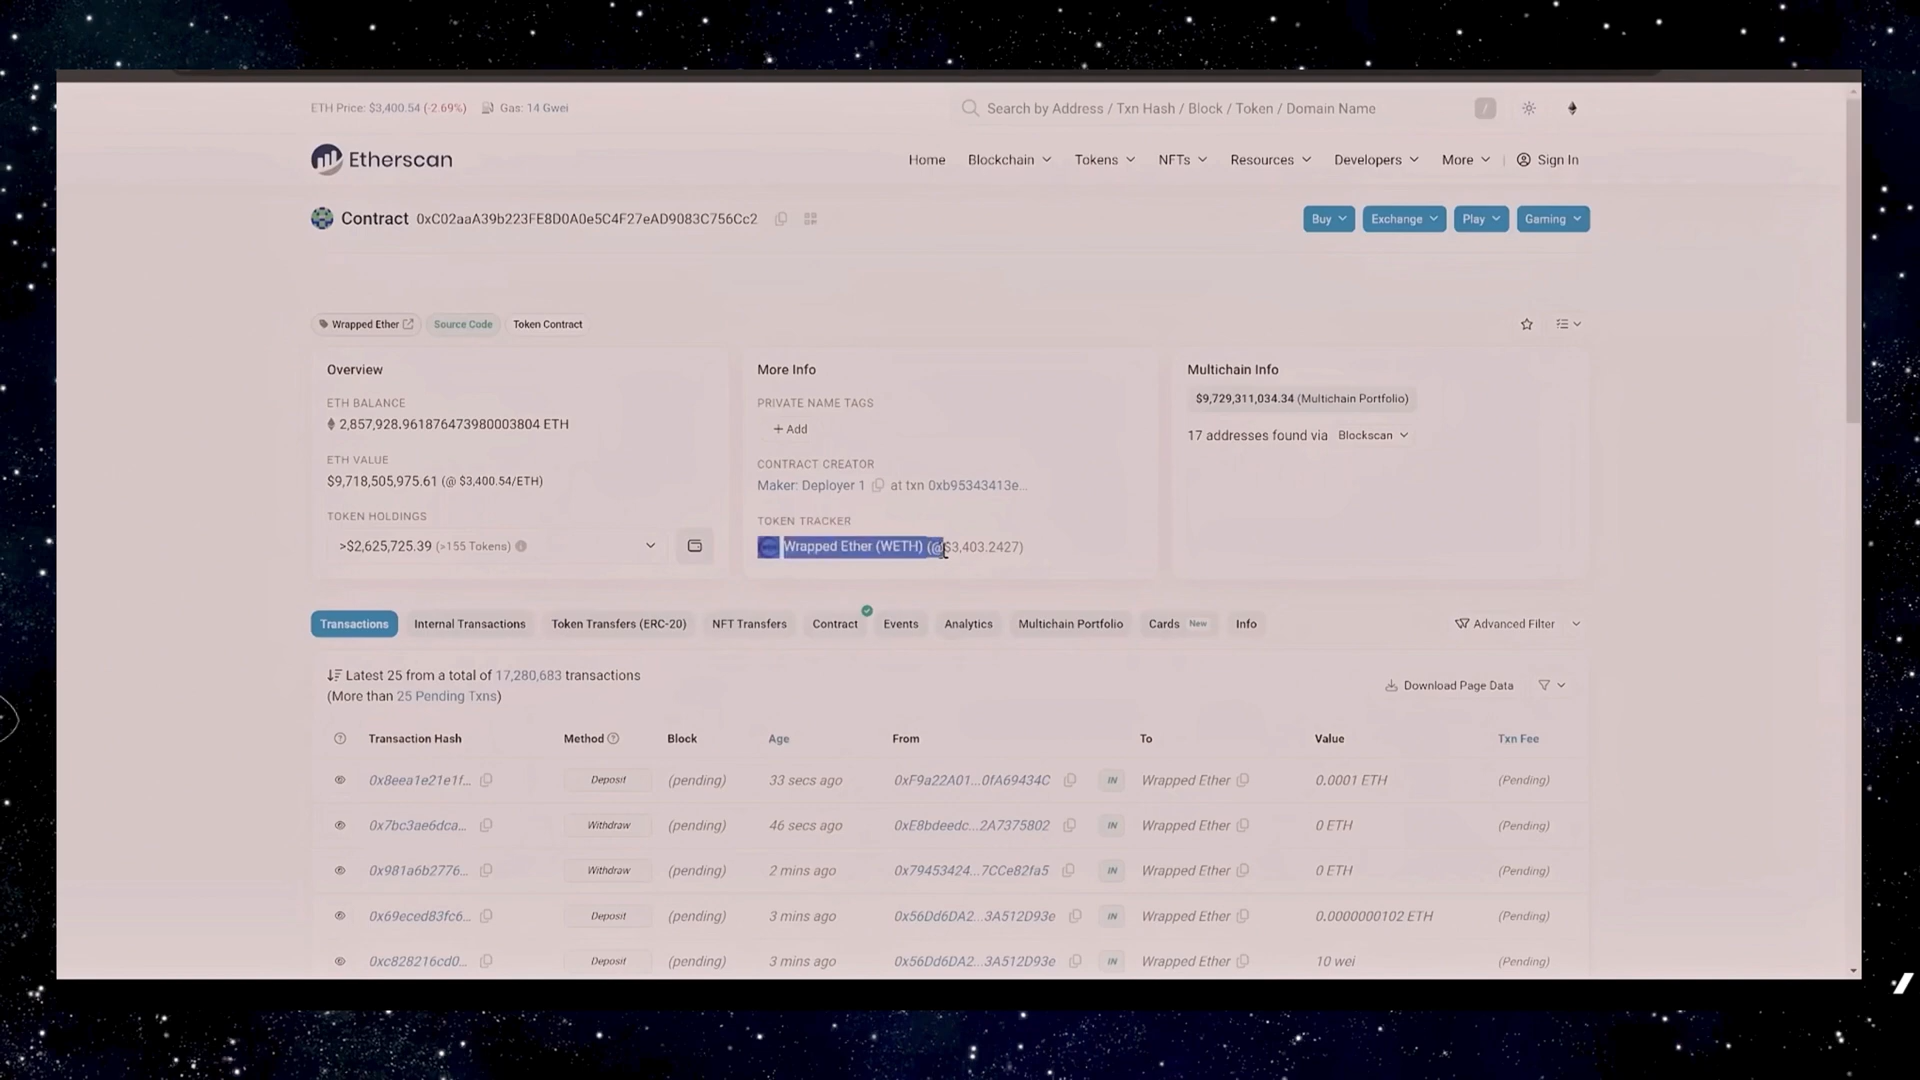 ETH Price: $3,400.54 (-2.69%) Gas: 14 Gwei
Search by Address / Txn Hash / Block / Token / Domain Name /
Etherscan
Home Blockchain Tokens NFTs Resources Developers More Sign In
Contract 0xC02aaA39b223FE8D0A0e5C4F27eAD9083C756Cc2
Buy Exchange Play Gaming
Wrapped Ether Source Code Token Contract
Overview
ETH BALANCE
2,857,928.961876473980003804 ETH
ETH VALUE
$9,718,505,975.61 (@ $3,400.54/ETH)
TOKEN HOLDINGS
>$2,625,725.39 (>155 Tokens)
More Info
PRIVATE NAME TAGS
+ Add
CONTRACT CREATOR
Maker: Deployer 1 at txn 0xb95343413e...
TOKEN TRACKER
Wrapped Ether (WETH) (@$3,403.2427)
Multichain Info
$9,729,311,034.34 (Multichain Portfolio)
17 addresses found via Blockscan
Transactions Internal Transactions Token Transfers (ERC-20) NFT Transfers Contract Events Analytics Multichain Portfolio Cards New Info Advanced Filter
Latest 25 from a total of 17,280,683 transactions
(More than 25 Pending Txns)
Download Page Data
Transaction Hash Method Block Age From To Value Txn Fee
0x8eea1e21e1f... Deposit (pending) 33 secs ago 0xF9a22A01...0fA69434C IN Wrapped Ether 0.0001 ETH (Pending)
0x7bc3ae6dca... Withdraw (pending) 46 secs ago 0xE8bdeedc...2A7375802 IN Wrapped Ether 0 ETH (Pending)
0x981a6b2776... Withdraw (pending) 2 mins ago 0x79453424...7CCe82fa5 IN Wrapped Ether 0 ETH (Pending)
0x69eced83fc6... Deposit (pending) 3 mins ago 0x56Dd6DA2...3A512D93e IN Wrapped Ether 0.0000000102 ETH (Pending)
0xc828216cd0... Deposit (pending) 3 mins ago 0x56Dd6DA2...3A512D93e IN Wrapped Ether 10 wei (Pending)